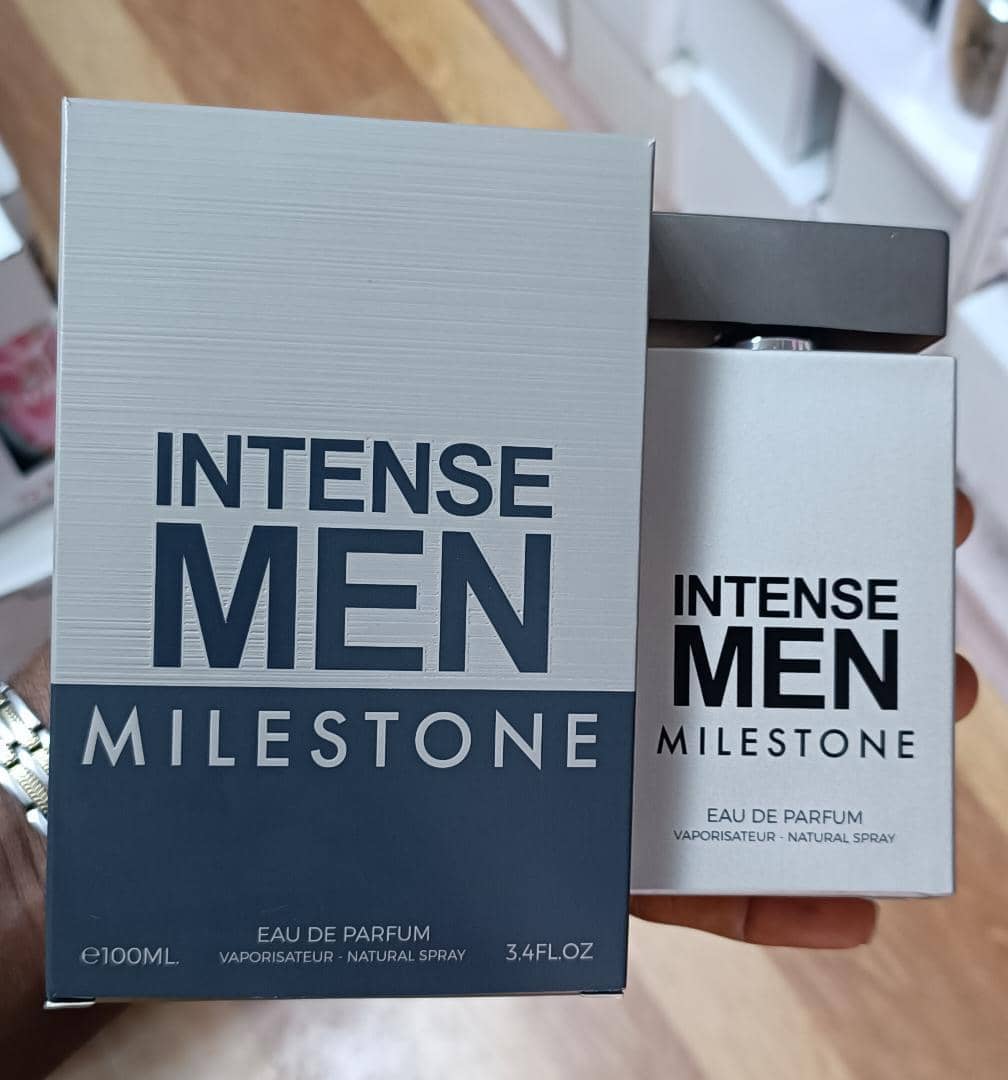 INTENSE
MEN
MILESTONE
EAU DE PARFUM
VAPORISATEUR - NATURAL SPRAY
℮100ML.
3.4FL.OZ
INTENSE
MEN
MILESTONE
EAU DE PARFUM
VAPORISATEUR - NATURAL SPRAY